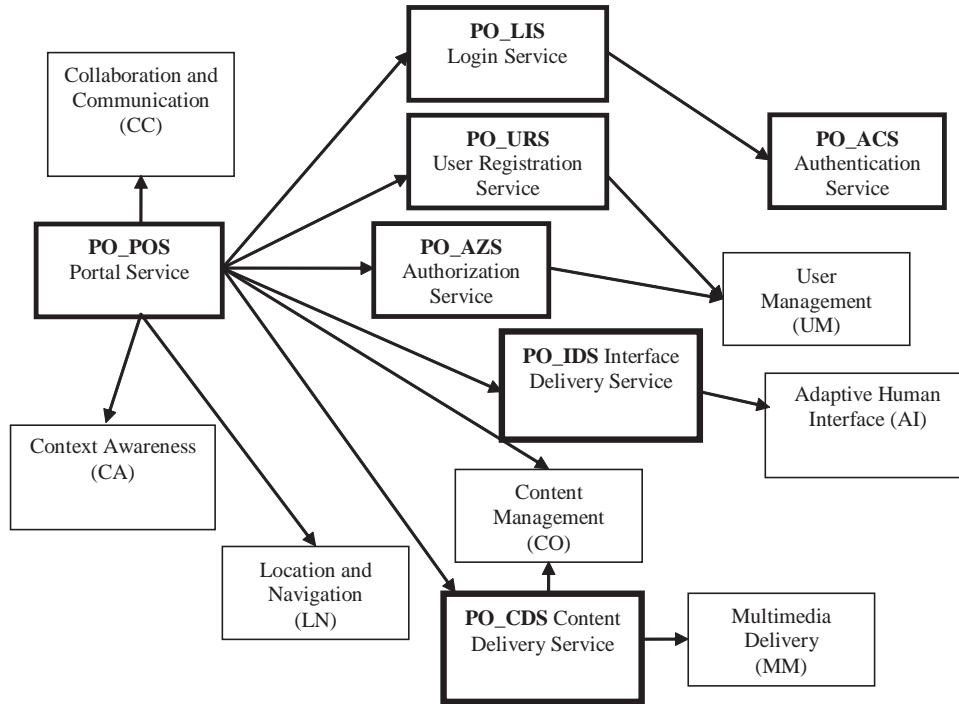 PO_LIS
Login Service
Collaboration and
Communication
(CC)
PO_URS
User Registration
Service
PO_ACS
Authentication
Service
PO_POS
Portal Service
PO_AZS
Authorization
Service
User
Management
(UM)
PO_IDS Interface
Delivery Service
Adaptive Human
Interface (AI)
Context Awareness
(CA)
Content
Management
(CO)
Location and
Navigation
(LN)
PO_CDS Content
Delivery Service
Multimedia
Delivery
(MM)